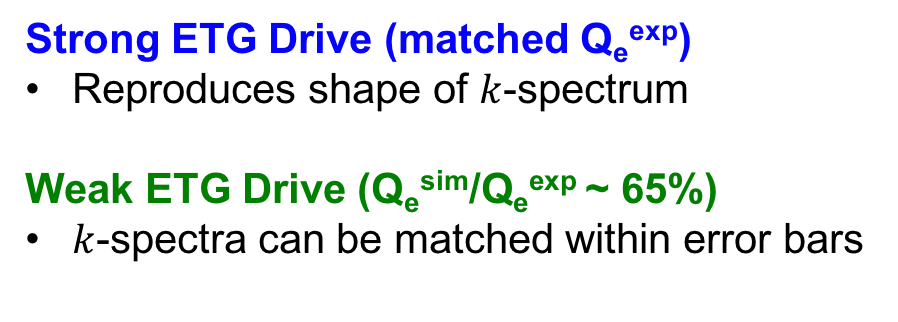 Strong ETG Drive (matched Qₑᵉˣᵖ)
• Reproduces shape of k-spectrum
Weak ETG Drive (Qₑˢⁱᵐ/Qₑᵉˣᵖ ~ 65%)
• k-spectra can be matched within error bars